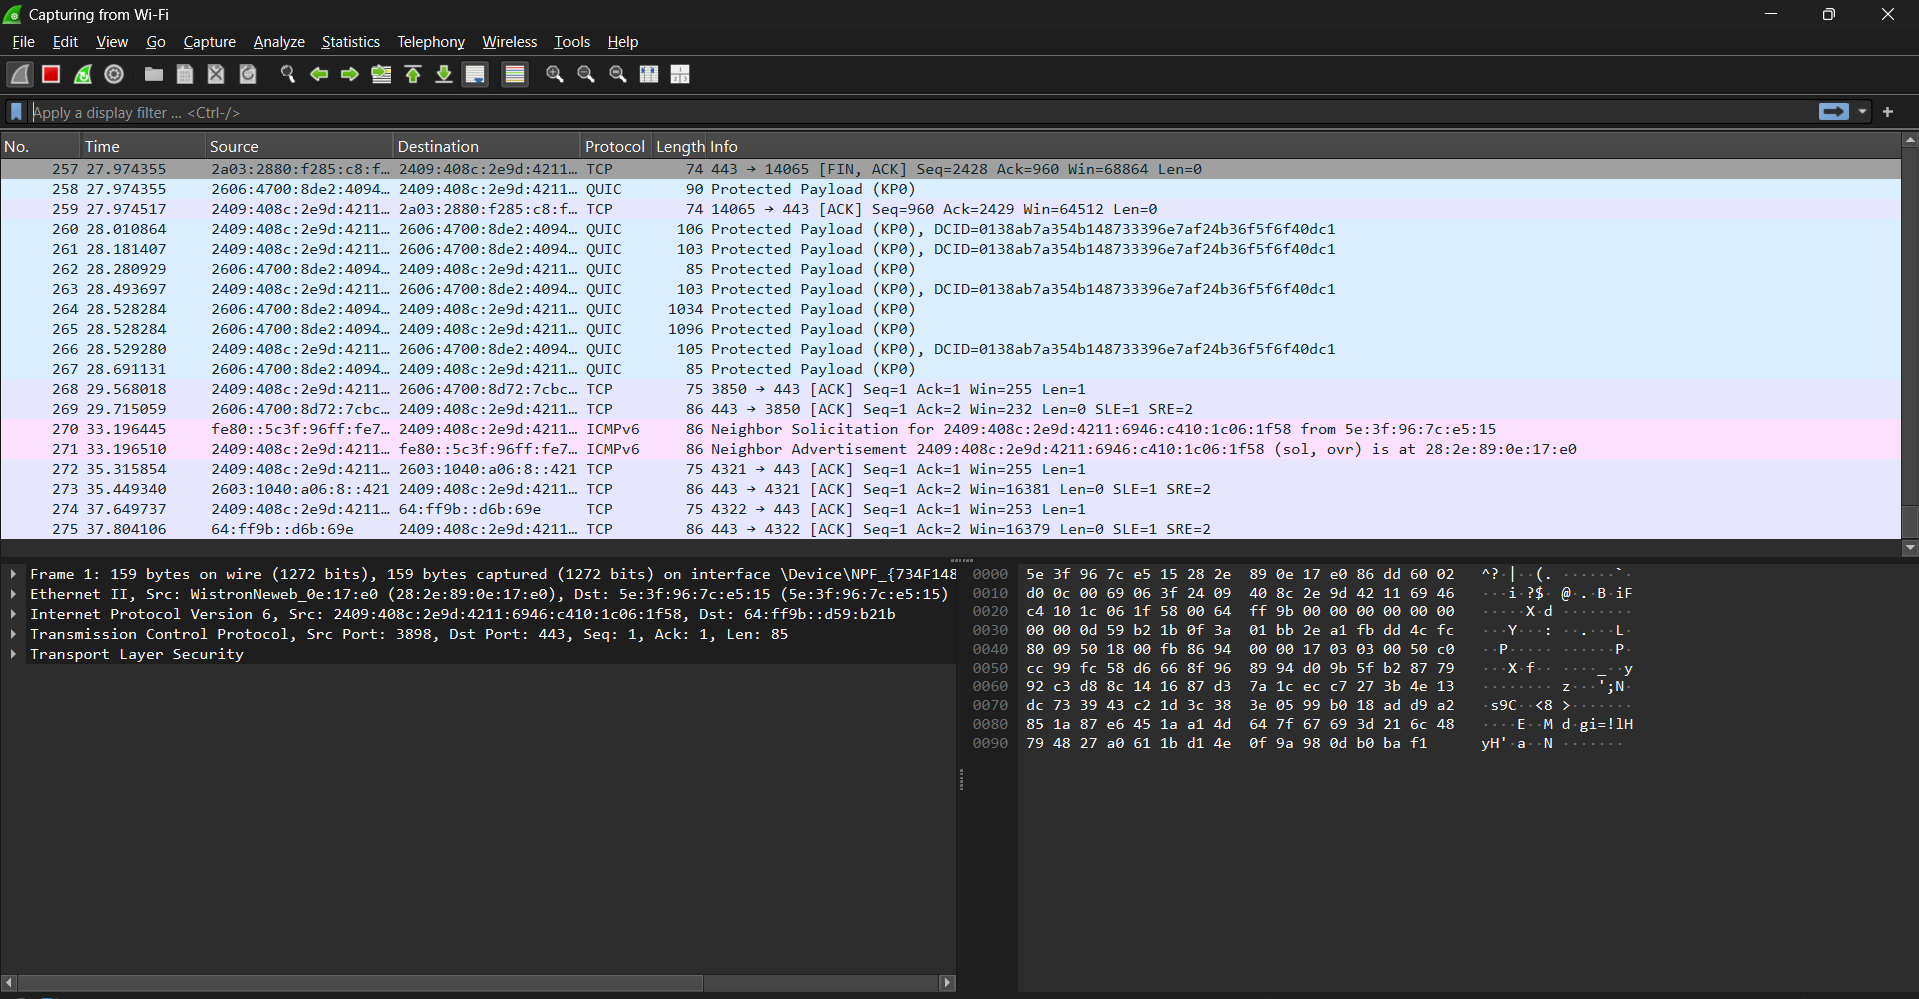 Capturing from Wi-Fi
File Edit View Go Capture Analyze Statistics Telephony Wireless Tools Help
Apply a display filter ... <Ctrl-/>
No. Time Source Destination Protocol Length Info
257 27.974355 2a03:2880:f285:c8:f… 2409:408c:2e9d:4211… TCP 74 443 → 14065 [FIN, ACK] Seq=2428 Ack=960 Win=68864 Len=0
258 27.974355 2606:4700:8de2:4094… 2409:408c:2e9d:4211… QUIC 90 Protected Payload (KP0)
259 27.974517 2409:408c:2e9d:4211… 2a03:2880:f285:c8:f… TCP 74 14065 → 443 [ACK] Seq=960 Ack=2429 Win=64512 Len=0
260 28.010864 2409:408c:2e9d:4211… 2606:4700:8de2:4094… QUIC 106 Protected Payload (KP0), DCID=0138ab7a354b148733396e7af24b36f5f6f40dc1
261 28.181407 2409:408c:2e9d:4211… 2606:4700:8de2:4094… QUIC 103 Protected Payload (KP0), DCID=0138ab7a354b148733396e7af24b36f5f6f40dc1
262 28.280929 2606:4700:8de2:4094… 2409:408c:2e9d:4211… QUIC 85 Protected Payload (KP0)
263 28.493697 2409:408c:2e9d:4211… 2606:4700:8de2:4094… QUIC 103 Protected Payload (KP0), DCID=0138ab7a354b148733396e7af24b36f5f6f40dc1
264 28.528284 2606:4700:8de2:4094… 2409:408c:2e9d:4211… QUIC 1034 Protected Payload (KP0)
265 28.528284 2606:4700:8de2:4094… 2409:408c:2e9d:4211… QUIC 1096 Protected Payload (KP0)
266 28.529280 2409:408c:2e9d:4211… 2606:4700:8de2:4094… QUIC 105 Protected Payload (KP0), DCID=0138ab7a354b148733396e7af24b36f5f6f40dc1
267 28.691131 2606:4700:8de2:4094… 2409:408c:2e9d:4211… QUIC 85 Protected Payload (KP0)
268 29.568018 2409:408c:2e9d:4211… 2606:4700:8d72:7cbc… TCP 75 3850 → 443 [ACK] Seq=1 Ack=1 Win=255 Len=1
269 29.715059 2606:4700:8d72:7cbc… 2409:408c:2e9d:4211… TCP 86 443 → 3850 [ACK] Seq=1 Ack=2 Win=232 Len=0 SLE=1 SRE=2
270 33.196445 fe80::5c3f:96ff:fe7… 2409:408c:2e9d:4211… ICMPv6 86 Neighbor Solicitation for 2409:408c:2e9d:4211:6946:c410:1c06:1f58 from 5e:3f:96:7c:e5:15
271 33.196510 2409:408c:2e9d:4211… fe80::5c3f:96ff:fe7… ICMPv6 86 Neighbor Advertisement 2409:408c:2e9d:4211:6946:c410:1c06:1f58 (sol, ovr) is at 28:2e:89:0e:17:e0
272 35.315854 2409:408c:2e9d:4211… 2603:1040:a06:8::421 TCP 75 4321 → 443 [ACK] Seq=1 Ack=1 Win=255 Len=1
273 35.449340 2603:1040:a06:8::421 2409:408c:2e9d:4211… TCP 86 443 → 4321 [ACK] Seq=1 Ack=2 Win=16381 Len=0 SLE=1 SRE=2
274 37.649737 2409:408c:2e9d:4211… 64:ff9b::d6b:69e TCP 75 4322 → 443 [ACK] Seq=1 Ack=1 Win=253 Len=1
275 37.804106 64:ff9b::d6b:69e 2409:408c:2e9d:4211… TCP 86 443 → 4322 [ACK] Seq=1 Ack=2 Win=16379 Len=0 SLE=1 SRE=2
Frame 1: 159 bytes on wire (1272 bits), 159 bytes captured (1272 bits) on interface \Device\NPF_{734F148
Ethernet II, Src: WistronNeweb_0e:17:e0 (28:2e:89:0e:17:e0), Dst: 5e:3f:96:7c:e5:15 (5e:3f:96:7c:e5:15)
Internet Protocol Version 6, Src: 2409:408c:2e9d:4211:6946:c410:1c06:1f58, Dst: 64:ff9b::d59:b21b
Transmission Control Protocol, Src Port: 3898, Dst Port: 443, Seq: 1, Ack: 1, Len: 85
Transport Layer Security
0000 5e 3f 96 7c e5 15 28 2e 89 0e 17 e0 86 dd 60 02 ^?·|··(. ······`·
0010 d0 0c 00 69 06 3f 24 09 40 8c 2e 9d 42 11 69 46 ···i·?$· @·.·B·iF
0020 c4 10 1c 06 1f 58 00 64 ff 9b 00 00 00 00 00 00 ·····X·d ········
0030 00 00 0d 59 b2 1b 0f 3a 01 bb 2e a1 fb dd 4c fc ···Y···: ··.···L·
0040 80 09 50 18 00 fb 86 94 00 00 17 03 03 00 50 c0 ··P····· ······P·
0050 cc 99 fc 58 d6 66 8f 96 89 94 d0 9b 5f b2 87 79 ···X·f·· ····_··y
0060 92 c3 d8 8c 14 16 87 d3 7a 1c ec c7 27 3b 4e 13 ········ z···';N·
0070 dc 73 39 43 c2 1d 3c 38 3e 05 99 b0 18 ad d9 a2 ·s9C··<8 >·······
0080 85 1a 87 e6 45 1a a1 4d 64 7f 67 69 3d 21 6c 48 ····E··M d·gi=!lH
0090 79 48 27 a0 61 1b d1 4e 0f 9a 98 0d b0 ba f1 yH'·a··N ·······